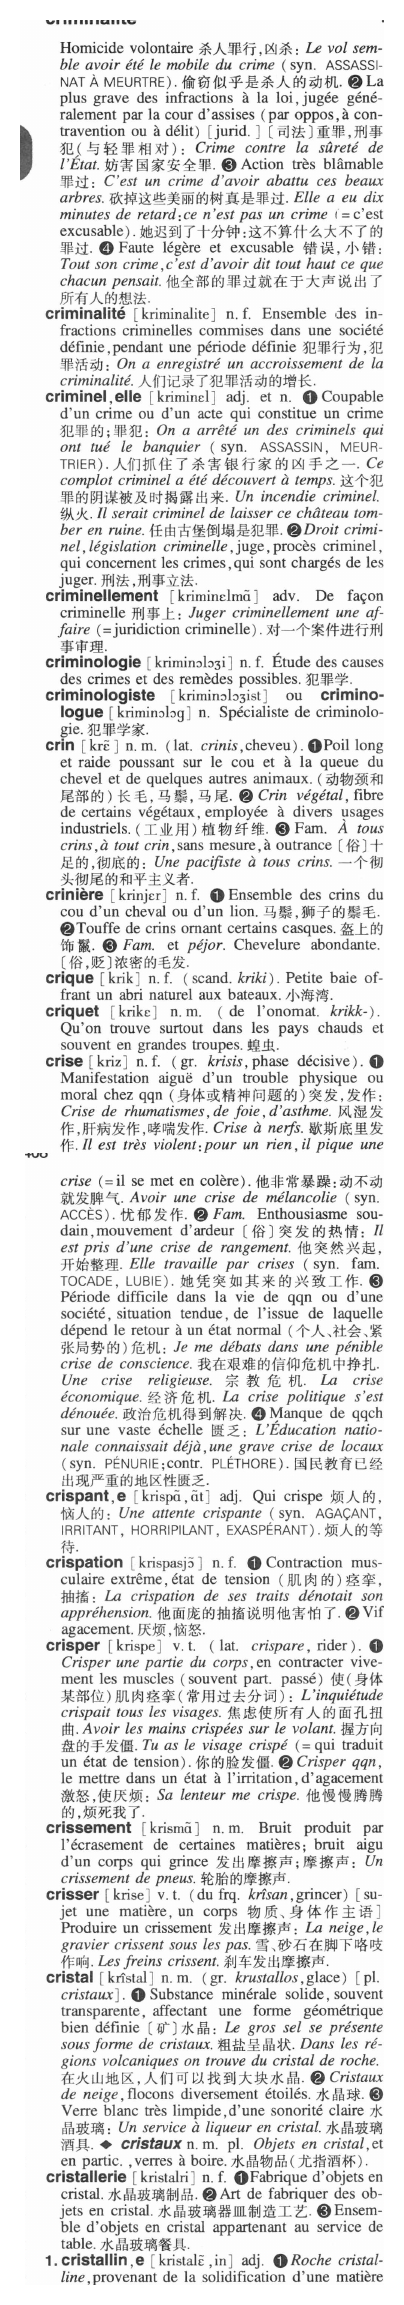 criminalité
Homicide volontaire 杀人罪行,凶杀: Le vol sem-
ble avoir été le mobile du crime (syn. ASSASSI-
NAT À MEURTRE). 偷窃似乎是杀人的动机. ❷ La
plus grave des infractions à la loi, jugée géné-
ralement par la cour d'assises (par oppos, à con-
travention ou à délit) [jurid.] [司法]重罪,刑事
犯(与轻罪相对): Crime contre la sûreté de
l'État. 妨害国家安全罪. ❸ Action très blâmable
罪过: C'est un crime d'avoir abattu ces beaux
arbres. 砍掉这些美丽的树真是罪过. Elle a eu dix
minutes de retard:ce n'est pas un crime (= c'est
excusable). 她迟到了十分钟:这不算什么大不了的
罪过. ❹ Faute légère et excusable 错误,小错:
Tout son crime,c'est d'avoir dit tout haut ce que
chacun pensait. 他全部的罪过就在于大声说出了
所有人的想法.
criminalité [kriminalite] n. f. Ensemble des in-
fractions criminelles commises dans une société
définie,pendant une période définie 犯罪行为,犯
罪活动: On a enregistré un accroissement de la
criminalité. 人们记录了犯罪活动的增长.
criminel,elle [kriminel] adj. et n. ❶ Coupable
d'un crime ou d'un acte qui constitue un crime
犯罪的;罪犯: On a arrêté un des criminels qui
ont tué le banquier (syn. ASSASSIN, MEUR-
TRIER). 人们抓住了杀害银行家的凶手之一. Ce
complot criminel a été découvert à temps. 这个犯
罪的阴谋被及时揭露出来. Un incendie criminel.
纵火. Il serait criminel de laisser ce château tom-
ber en ruine. 任由古堡倒塌是犯罪. ❷Droit crimi-
nel,législation criminelle,juge,procès criminel,
qui concernent les crimes,qui sont chargés de les
juger. 刑法,刑事立法.
criminellement [kriminɛlmɑ̃] adv. De façon
criminelle 刑事上: Juger criminellement une af-
faire (=juridiction criminelle). 对一个案件进行刑
事审理.
criminologie [kriminɔlɔʒi] n. f. Étude des causes
des crimes et des remèdes possibles. 犯罪学.
criminologiste [kriminɔlɔʒist] ou crimino-
logue [kriminɔlɔg] n. Spécialiste de criminolo-
gie. 犯罪学家.
crin [krɛ̃] n. m. (lat. crinis,cheveu). ❶Poil long
et raide poussant sur le cou et à la queue du
chevel et de quelques autres animaux. (动物颈和
尾部的)长毛,马鬃,马尾. ❷ Crin végétal, fibre
de certains végétaux, employée à divers usages
industriels. (工业用)植物纤维. ❸ Fam. À tous
crins,à tout crin,sans mesure,à outrance [俗]十
足的,彻底的: Une pacifiste à tous crins. 一个彻
头彻尾的和平主义者.
crinière [krinjɛr] n. f. ❶ Ensemble des crins du
cou d'un cheval ou d'un lion. 马鬃,狮子的鬃毛.
❷Touffe de crins ornant certains casques. 盔上的
饰鬣. ❸ Fam. et péjor. Chevelure abondante.
[俗,贬]浓密的毛发.
crique [krik] n. f. (scand. kriki). Petite baie of-
frant un abri naturel aux bateaux. 小海湾.
criquet [krikɛ] n. m. ( de l'onomat. krikk-).
Qu'on trouve surtout dans les pays chauds et
souvent en grandes troupes. 蝗虫.
crise [kriz] n. f. (gr. krisis,phase décisive). ❶
Manifestation aiguë d'un trouble physique ou
moral chez qqn (身体或精神问题的)突发,发作:
Crise de rhumatismes,de foie,d'asthme. 风湿发
作,肝病发作,哮喘发作. Crise à nerfs. 歇斯底里发
作. Il est très violent:pour un rien,il pique une
crise (=il se met en colère). 他非常暴躁:动不动
就发脾气. Avoir une crise de mélancolie (syn.
ACCÈS). 忧郁发作. ❷ Fam. Enthousiasme sou-
dain,mouvement d'ardeur [俗]突发的热情: Il
est pris d'une crise de rangement. 他突然兴起,
开始整理. Elle travaille par crises (syn. fam.
TOCADE, LUBIE). 她凭突如其来的兴致工作. ❸
Période difficile dans la vie de qqn ou d'une
société, situation tendue, de l'issue de laquelle
dépend le retour à un état normal (个人、社会、紧
张局势的)危机: Je me débats dans une pénible
crise de conscience. 我在艰难的信仰危机中挣扎.
Une crise religieuse. 宗教危机. La crise
économique. 经济危机. La crise politique s'est
dénouée. 政治危机得到解决. ❹ Manque de qqch
sur une vaste échelle 匮乏: L'Éducation natio-
nale connaissait déjà,une grave crise de locaux
(syn. PÉNURIE;contr. PLÉTHORE). 国民教育已经
出现严重的地区性匮乏.
crispant,e [krispɑ̃,ɑ̃t] adj. Qui crispe 烦人的,
恼人的: Une attente crispante (syn. AGAÇANT,
IRRITANT, HORRIPILANT, EXASPÉRANT). 烦人的等
待.
crispation [krispasjɔ̃] n. f. ❶ Contraction mus-
culaire extrême,état de tension (肌肉的)痉挛,
抽搐: La crispation de ses traits dénotait son
appréhension. 他面庞的抽搐说明他害怕了. ❷ Vif
agacement. 厌烦,恼怒.
crisper [krispe] v. t. ( lat. crispare, rider). ❶
Crisper une partie du corps,en contracter vive-
ment les muscles (souvent part. passé) 使(身体
某部位)肌肉痉挛(常用过去分词): L'inquiétude
crispait tous les visages. 焦虑使所有人的面孔扭
曲. Avoir les mains crispées sur le volant. 握方向
盘的手发僵. Tu as le visage crispé (= qui traduit
un état de tension). 你的脸发僵. ❷ Crisper qqn,
le mettre dans un état à l'irritation,d'agacement
激怒,使厌烦: Sa lenteur me crispe. 他慢慢腾腾
的,烦死我了.
crissement [krismɑ̃] n. m. Bruit produit par
l'écrasement de certaines matières; bruit aigu
d'un corps qui grince 发出摩擦声;摩擦声: Un
crissement de pneus. 轮胎的摩擦声.
crisser [krise] v. t. (du frq. krîsan,grincer) [su-
jet une matière, un corps 物质、身体作主语]
Produire un crissement 发出摩擦声: La neige,le
gravier crissent sous les pas. 雪、砂石在脚下咯吱
作响. Les freins crissent. 刹车发出摩擦声.
cristal [krîstal] n. m. (gr. krustallos,glace) [pl.
cristaux]. ❶ Substance minérale solide, souvent
transparente, affectant une forme géométrique
bien définie [矿]水晶: Le gros sel se présente
sous forme de cristaux. 粗盐呈晶状. Dans les ré-
gions volcaniques on trouve du cristal de roche.
在火山地区,人们可以找到大块水晶. ❷ Cristaux
de neige,flocons diversement étoilés. 水晶球. ❸
Verre blanc très limpide,d'une sonorité claire 水
晶玻璃: Un service à liqueur en cristal. 水晶玻璃
酒具. ◆ cristaux n. m. pl. Objets en cristal,et
en partic. ,verres à boire. 水晶物品(尤指酒杯).
cristallerie [kristalri] n. f. ❶Fabrique d'objets en
cristal. 水晶玻璃制品. ❷ Art de fabriquer des ob-
jets en cristal. 水晶玻璃器皿制造工艺. ❸ Ensem-
ble d'objets en cristal appartenant au service de
table. 水晶玻璃餐具.
1. cristallin,e [kristalɛ̃,in] adj. ❶ Roche cristal-
line,provenant de la solidification d'une matière